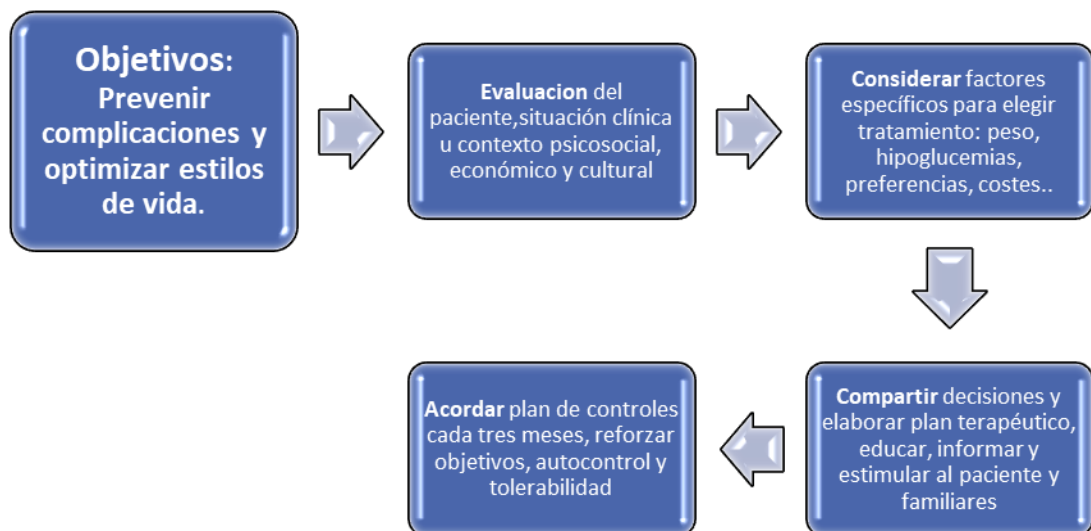 Objetivos:
Prevenir
complicaciones y
optimizar estilos
de vida.
Evaluacion del
paciente,situación clínica
u contexto psicosocial,
económico y cultural
Considerar factores
específicos para elegir
tratamiento: peso,
hipoglucemias,
preferencias, costes..
Compartir decisiones y
elaborar plan terapéutico,
educar, informar y
estimular al paciente y
familiares
Acordar plan de controles
cada tres meses, reforzar
objetivos, autocontrol y
tolerabilidad